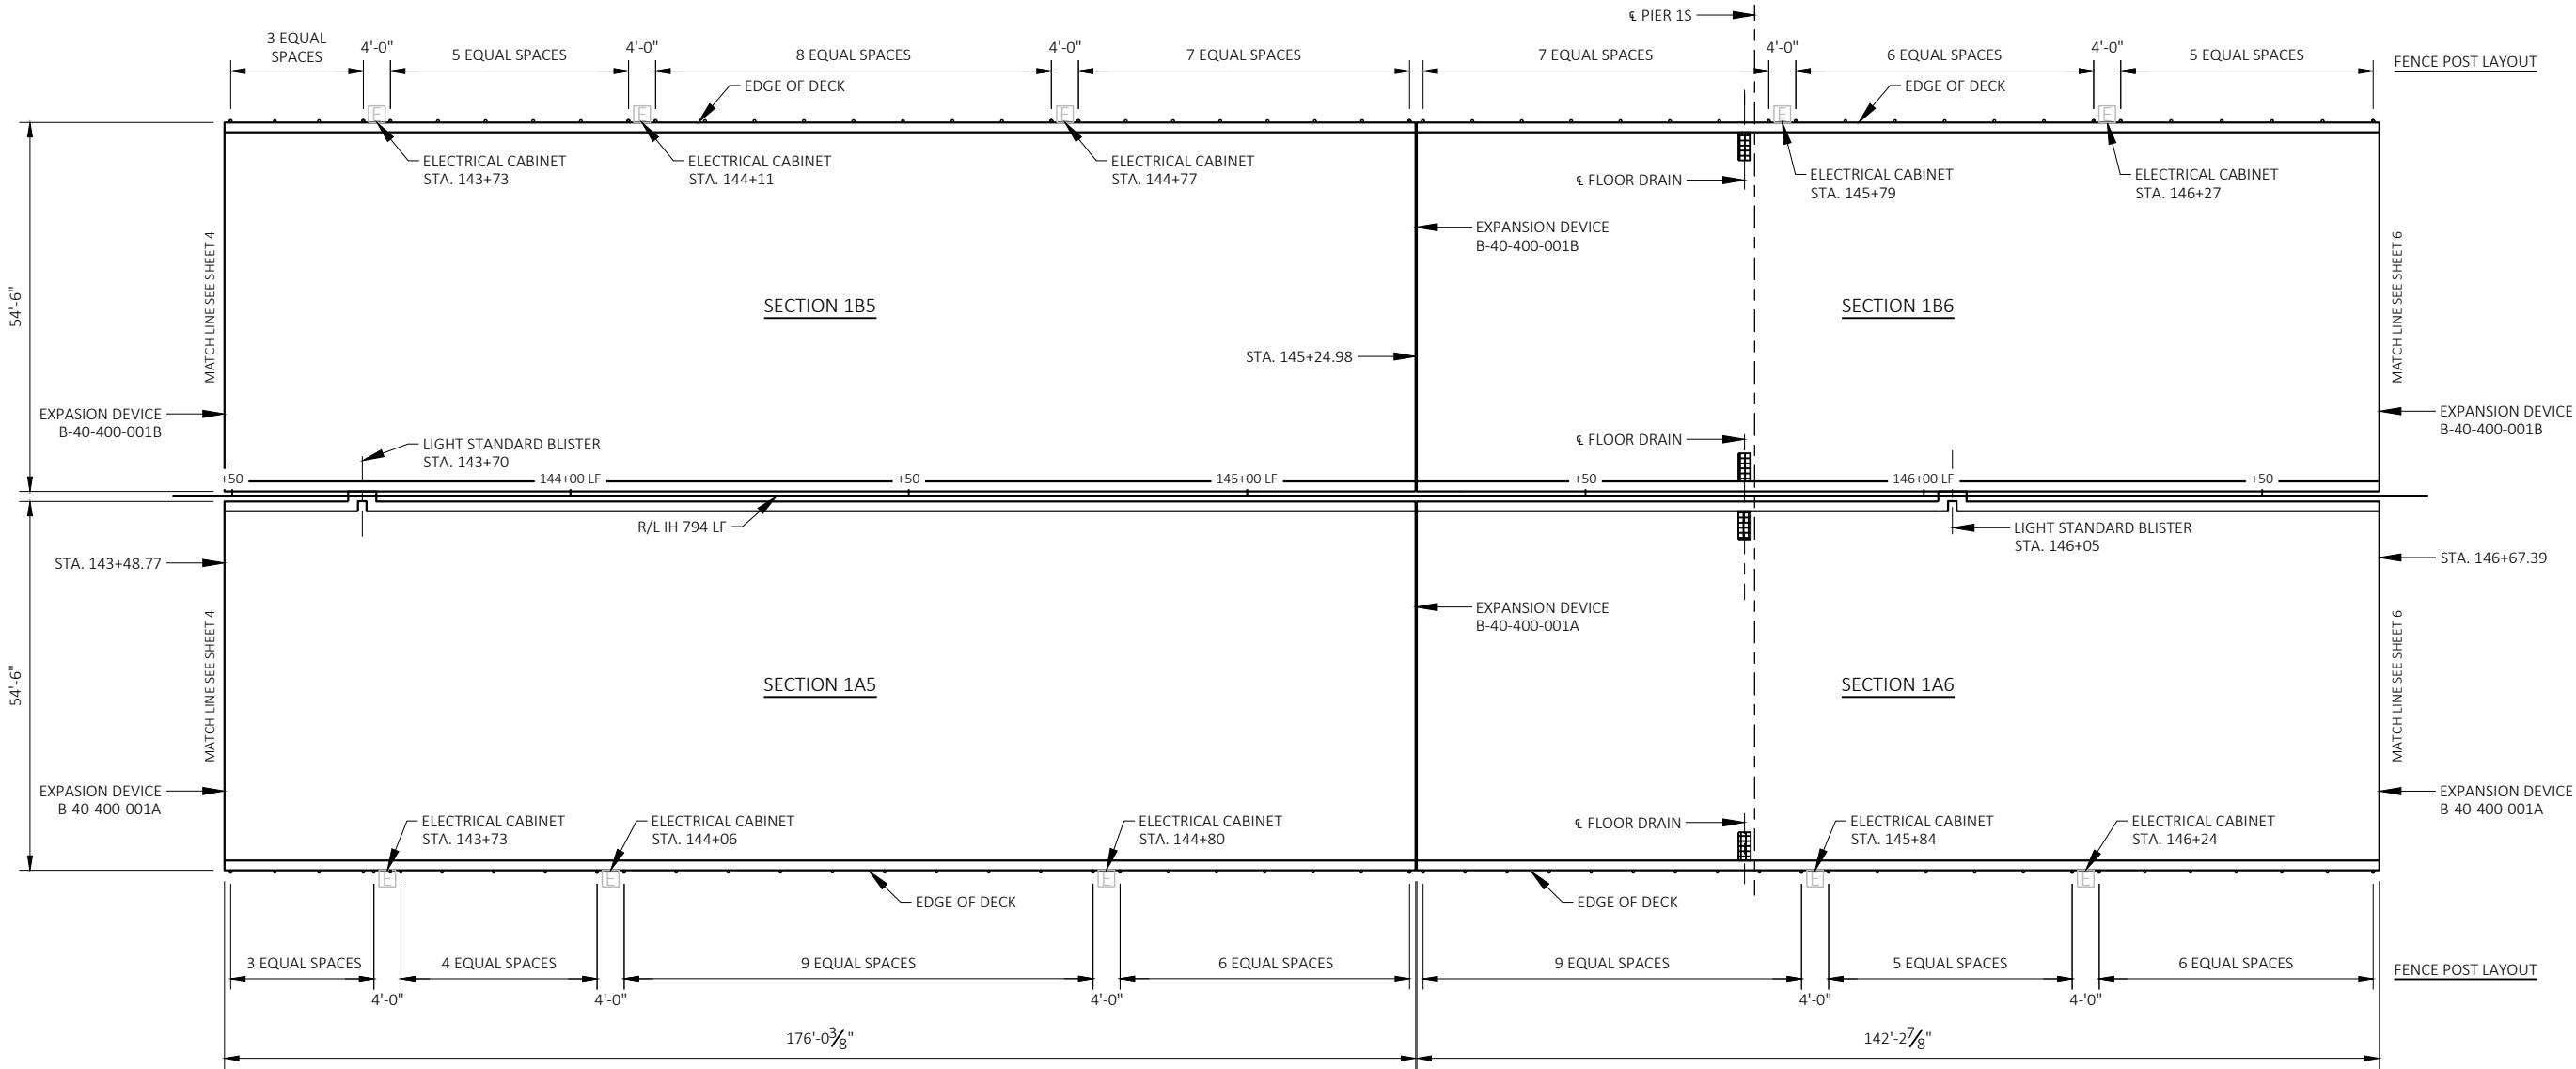 ℄ PIER 1S
3 EQUAL
SPACES
4'-0"
5 EQUAL SPACES
4'-0"
8 EQUAL SPACES
4'-0"
7 EQUAL SPACES
7 EQUAL SPACES
4'-0"
6 EQUAL SPACES
4'-0"
5 EQUAL SPACES
FENCE POST LAYOUT
EDGE OF DECK
EDGE OF DECK
E
E
E
E
E
ELECTRICAL CABINET
STA. 143+73
ELECTRICAL CABINET
STA. 144+11
ELECTRICAL CABINET
STA. 144+77
℄ FLOOR DRAIN
ELECTRICAL CABINET
STA. 145+79
ELECTRICAL CABINET
STA. 146+27
54'-6"
MATCH LINE SEE SHEET 4
EXPANSION DEVICE
B-40-400-001B
MATCH LINE SEE SHEET 6
SECTION 1B5
SECTION 1B6
STA. 145+24.98
EXPASION DEVICE
B-40-400-001B
EXPANSION DEVICE
B-40-400-001B
LIGHT STANDARD BLISTER
STA. 143+70
℄ FLOOR DRAIN
+50
144+00 LF
+50
145+00 LF
+50
146+00 LF
+50
R/L IH 794 LF
LIGHT STANDARD BLISTER
STA. 146+05
STA. 143+48.77
STA. 146+67.39
54'-6"
MATCH LINE SEE SHEET 4
EXPANSION DEVICE
B-40-400-001A
MATCH LINE SEE SHEET 6
SECTION 1A5
SECTION 1A6
EXPASION DEVICE
B-40-400-001A
EXPANSION DEVICE
B-40-400-001A
ELECTRICAL CABINET
STA. 143+73
ELECTRICAL CABINET
STA. 144+06
ELECTRICAL CABINET
STA. 144+80
℄ FLOOR DRAIN
ELECTRICAL CABINET
STA. 145+84
ELECTRICAL CABINET
STA. 146+24
E
E
E
E
E
EDGE OF DECK
EDGE OF DECK
3 EQUAL SPACES
4'-0"
4 EQUAL SPACES
4'-0"
9 EQUAL SPACES
4'-0"
6 EQUAL SPACES
9 EQUAL SPACES
4'-0"
5 EQUAL SPACES
4-'0"
6 EQUAL SPACES
FENCE POST LAYOUT
176'-0 3/8"
142'-2 7/8"